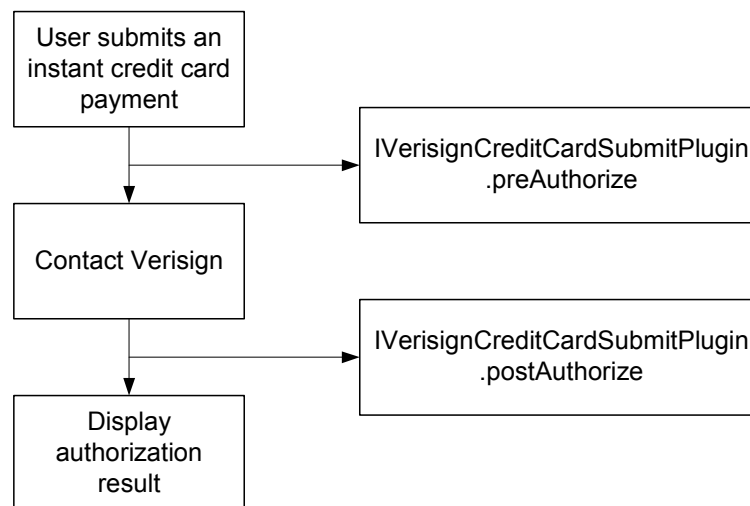 User submits an
instant credit card
payment
IVerisignCreditCardSubmitPlugin
.preAuthorize
Contact Verisign
IVerisignCreditCardSubmitPlugin
.postAuthorize
Display
authorization
result